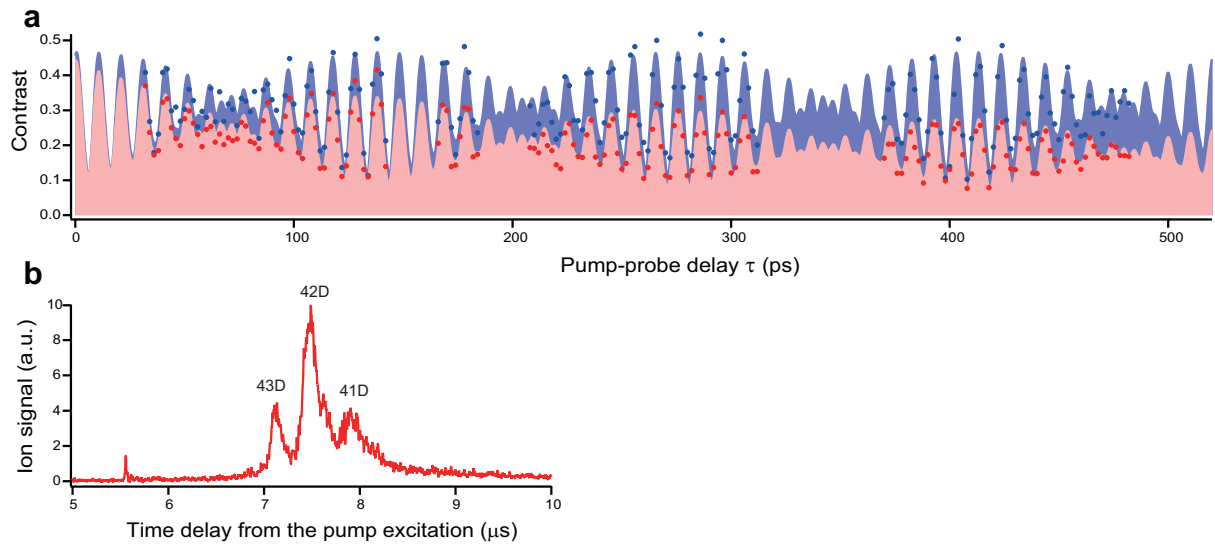 a
0.5
0.4
0.3
0.2
0.1
0.0
Contrast
0
100
200
300
400
500
Pump-probe delay τ (ps)
b
10
8
6
4
2
0
Ion signal (a.u.)
42D
43D
41D
5
6
7
8
9
10
Time delay from the pump excitation (μs)